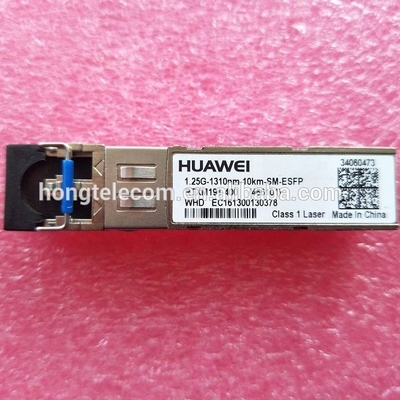 HUAWEI
34060473
1.25G-1310nm-10km-SM-ESFP
hongtelecom.en.alibaba.com
WHD EC161300130378
Class 1 Laser Made in China